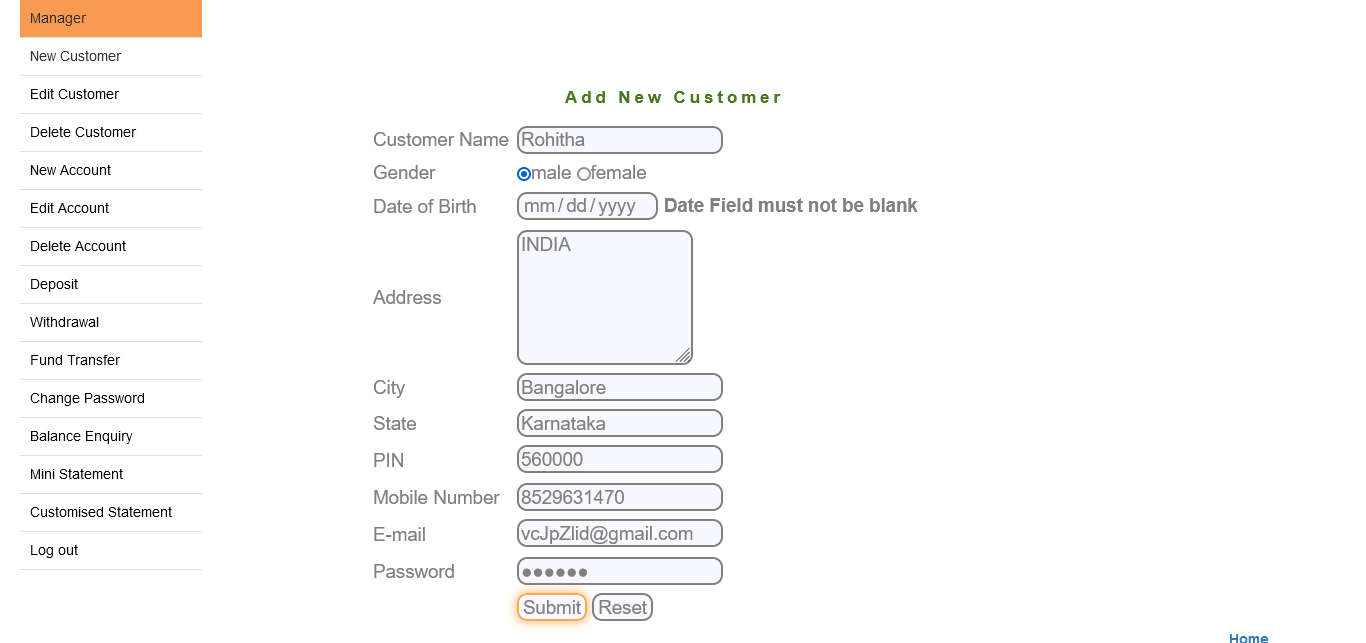 Manager
New Customer
Edit Customer
Delete Customer
New Account
Edit Account
Delete Account
Deposit
Withdrawal
Fund Transfer
Change Password
Balance Enquiry
Mini Statement
Customised Statement
Log out
Add New Customer
Customer Name Rohitha
Gender male female
Date of Birth mm/dd/yyyy Date Field must not be blank
Address INDIA
City Bangalore
State Karnataka
PIN 560000
Mobile Number 8529631470
E-mail vcJpZlid@gmail.com
Password ●●●●●●
Submit Reset
Home